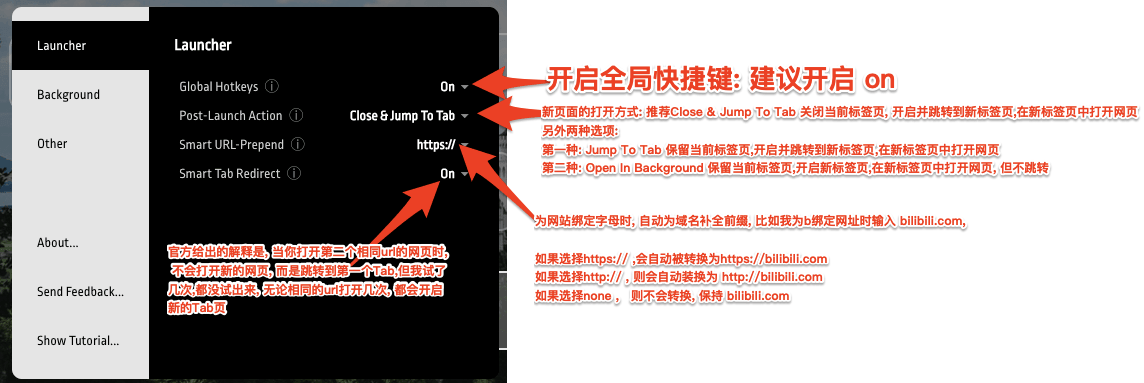 Launcher
Background
Other
About...
Send Feedback...
Show Tutorial...
Launcher
Global Hotkeys ⓘ On
Post-Launch Action ⓘ Close & Jump To Tab
Smart URL-Prepend ⓘ https://
Smart Tab Redirect ⓘ On
官方给出的解释是, 当你打开第二个相同url的网页时,
不会打开新的网页, 而是跳转到第一个Tab,但我试了
几次,都没试出来, 无论相同的url打开几次, 都会开启
新的Tab页
开启全局快捷键: 建议开启 on
新页面的打开方式: 推荐Close & Jump To Tab 关闭当前标签页, 开启并跳转到新标签页,在新标签页中打开网页
另外两种选项:
第一种: Jump To Tab 保留当前标签页,开启并跳转到新标签页,在新标签页中打开网页
第二种: Open In Background 保留当前标签页,开启新标签页,在新标签页中打开网页, 但不跳转
为网站绑定字母时, 自动为域名补全前缀, 比如我为b绑定网址时输入 bilibili.com,
如果选择https:// ,会自动被转换为https://bilibili.com
如果选择http:// , 则会自动装换为 http://bilibili.com
如果选择none , 则不会转换, 保持 bilibili.com